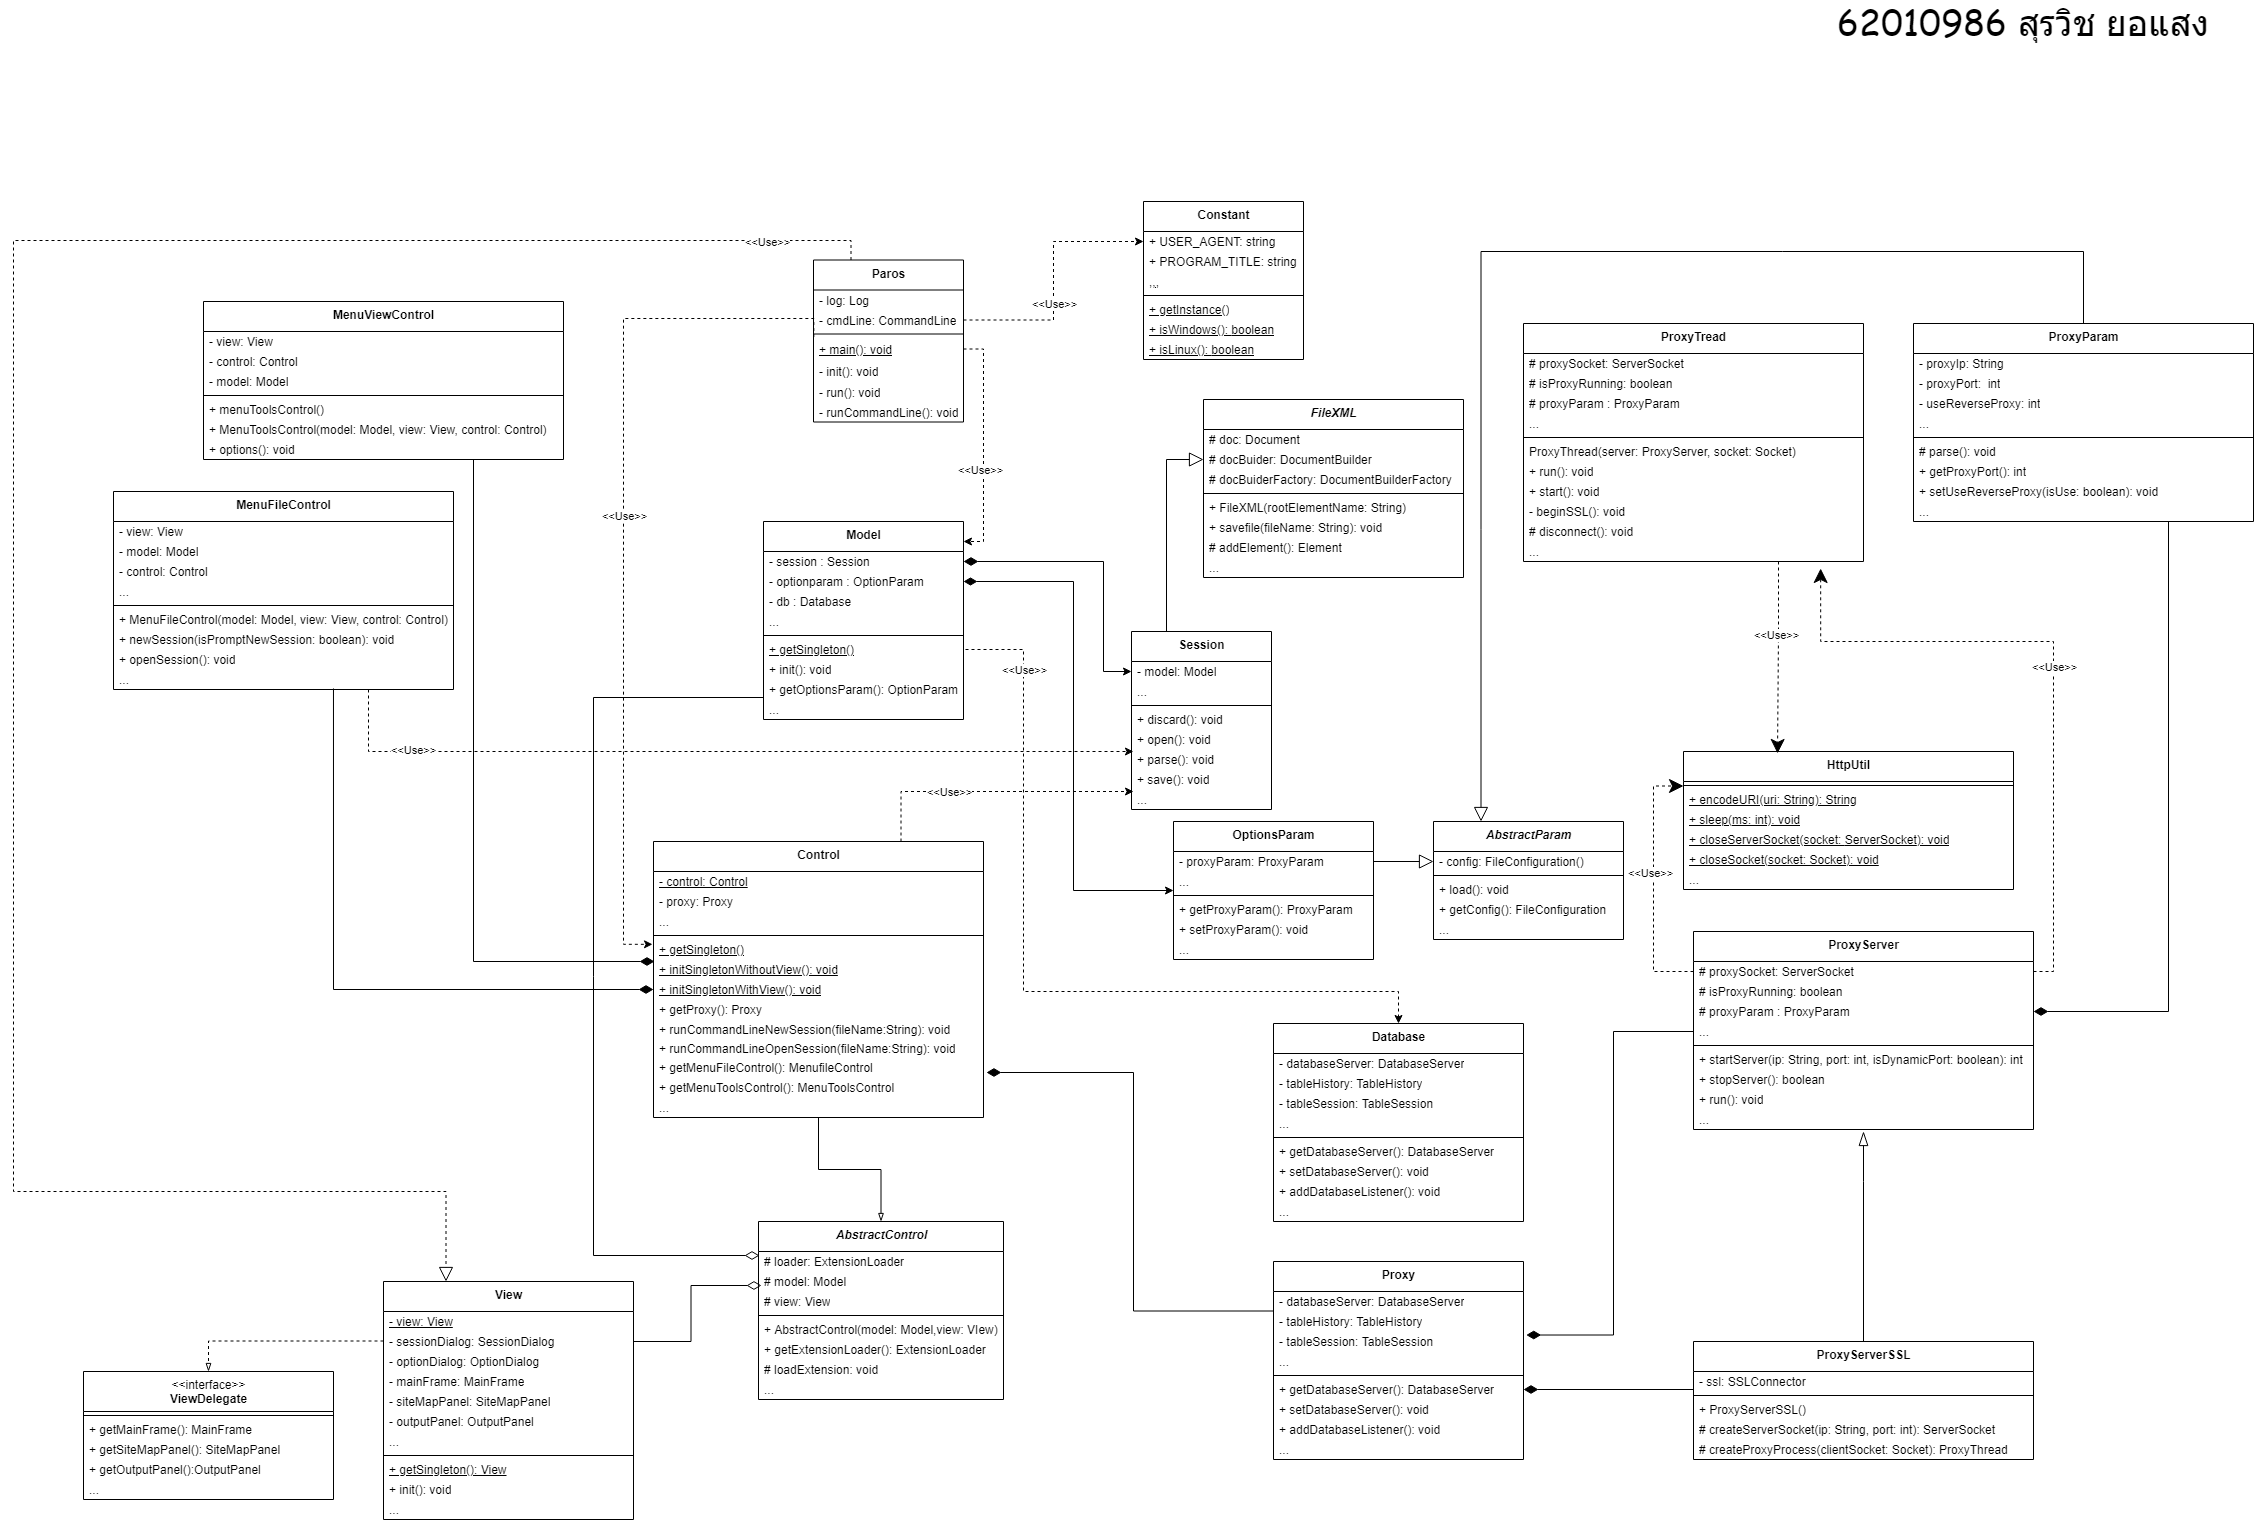 62010986 สุรวิช ยอแสง
Constant
+ USER_AGENT: string
+ PROGRAM_TITLE: string
...
+ getInstance()
+ isWindows(): boolean
+ isLinux(): boolean
<<Use>>
Paros
- log: Log
- cmdLine: CommandLine
+ main(): void
- init(): void
- run(): void
- runCommandLine(): void
<<Use>>
MenuViewControl
- view: View
- control: Control
- model: Model
+ menuToolsControl()
+ MenuToolsControl(model: Model, view: View, control: Control)
+ options(): void
ProxyTread
# proxySocket: ServerSocket
# isProxyRunning: boolean
# proxyParam : ProxyParam
...
ProxyThread(server: ProxyServer, socket: Socket)
+ run(): void
+ start(): void
- beginSSL(): void
# disconnect(): void
...
ProxyParam
- proxyIp: String
- proxyPort:  int
- useReverseProxy: int
...
# parse(): void
+ getProxyPort(): int
+ setUseReverseProxy(isUse: boolean): void
...
FileXML
# doc: Document
# docBuider: DocumentBuilder
# docBuiderFactory: DocumentBuilderFactory
+ FileXML(rootElementName: String)
+ savefile(fileName: String): void
# addElement(): Element
...
<<Use>>
<<Use>>
MenuFileControl
- view: View
- model: Model
- control: Control
...
+ MenuFileControl(model: Model, view: View, control: Control)
+ newSession(isPromptNewSession: boolean): void
+ openSession(): void
...
Model
- session : Session
- optionparam : OptionParam
- db : Database
...
+ getSingleton()
+ init(): void
+ getOptionsParam(): OptionParam
...
<<Use>>
Session
- model: Model
...
+ discard(): void
+ open(): void
+ parse(): void
+ save(): void
...
<<Use>>
<<Use>>
<<Use>>
<<Use>>
HttpUtil
+ encodeURI(uri: String): String
+ sleep(ms: int): void
+ closeServerSocket(socket: ServerSocket): void
+ closeSocket(socket: Socket): void
...
<<Use>>
OptionsParam
- proxyParam: ProxyParam
...
+ getProxyParam(): ProxyParam
+ setProxyParam(): void
...
AbstractParam
- config: FileConfiguration()
+ load(): void
+ getConfig(): FileConfiguration
...
Control
- control: Control
- proxy: Proxy
...
+ getSingleton()
+ initSingletonWithoutView(): void
+ initSingletonWithView(): void
+ getProxy(): Proxy
+ runCommandLineNewSession(fileName:String): void
+ runCommandLineOpenSession(fileName:String): void
+ getMenuFileControl(): MenufileControl
+ getMenuToolsControl(): MenuToolsControl
...
ProxyServer
# proxySocket: ServerSocket
# isProxyRunning: boolean
# proxyParam : ProxyParam
...
+ startServer(ip: String, port: int, isDynamicPort: boolean): int
+ stopServer(): boolean
+ run(): void
...
Database
- databaseServer: DatabaseServer
- tableHistory: TableHistory
- tableSession: TableSession
...
+ getDatabaseServer(): DatabaseServer
+ setDatabaseServer(): void
+ addDatabaseListener(): void
...
AbstractControl
# loader: ExtensionLoader
# model: Model
# view: View
+ AbstractControl(model: Model,view: VIew)
+ getExtensionLoader(): ExtensionLoader
# loadExtension: void
...
Proxy
- databaseServer: DatabaseServer
- tableHistory: TableHistory
- tableSession: TableSession
...
+ getDatabaseServer(): DatabaseServer
+ setDatabaseServer(): void
+ addDatabaseListener(): void
...
View
- view: View
- sessionDialog: SessionDialog
- optionDialog: OptionDialog
- mainFrame: MainFrame
- siteMapPanel: SiteMapPanel
- outputPanel: OutputPanel
...
+ getSingleton(): View
+ init(): void
...
<<interface>>
ViewDelegate
+ getMainFrame(): MainFrame
+ getSiteMapPanel(): SiteMapPanel
+ getOutputPanel():OutputPanel
...
ProxyServerSSL
- ssl: SSLConnector
+ ProxyServerSSL()
# createServerSocket(ip: String, port: int): ServerSocket
# createProxyProcess(clientSocket: Socket): ProxyThread